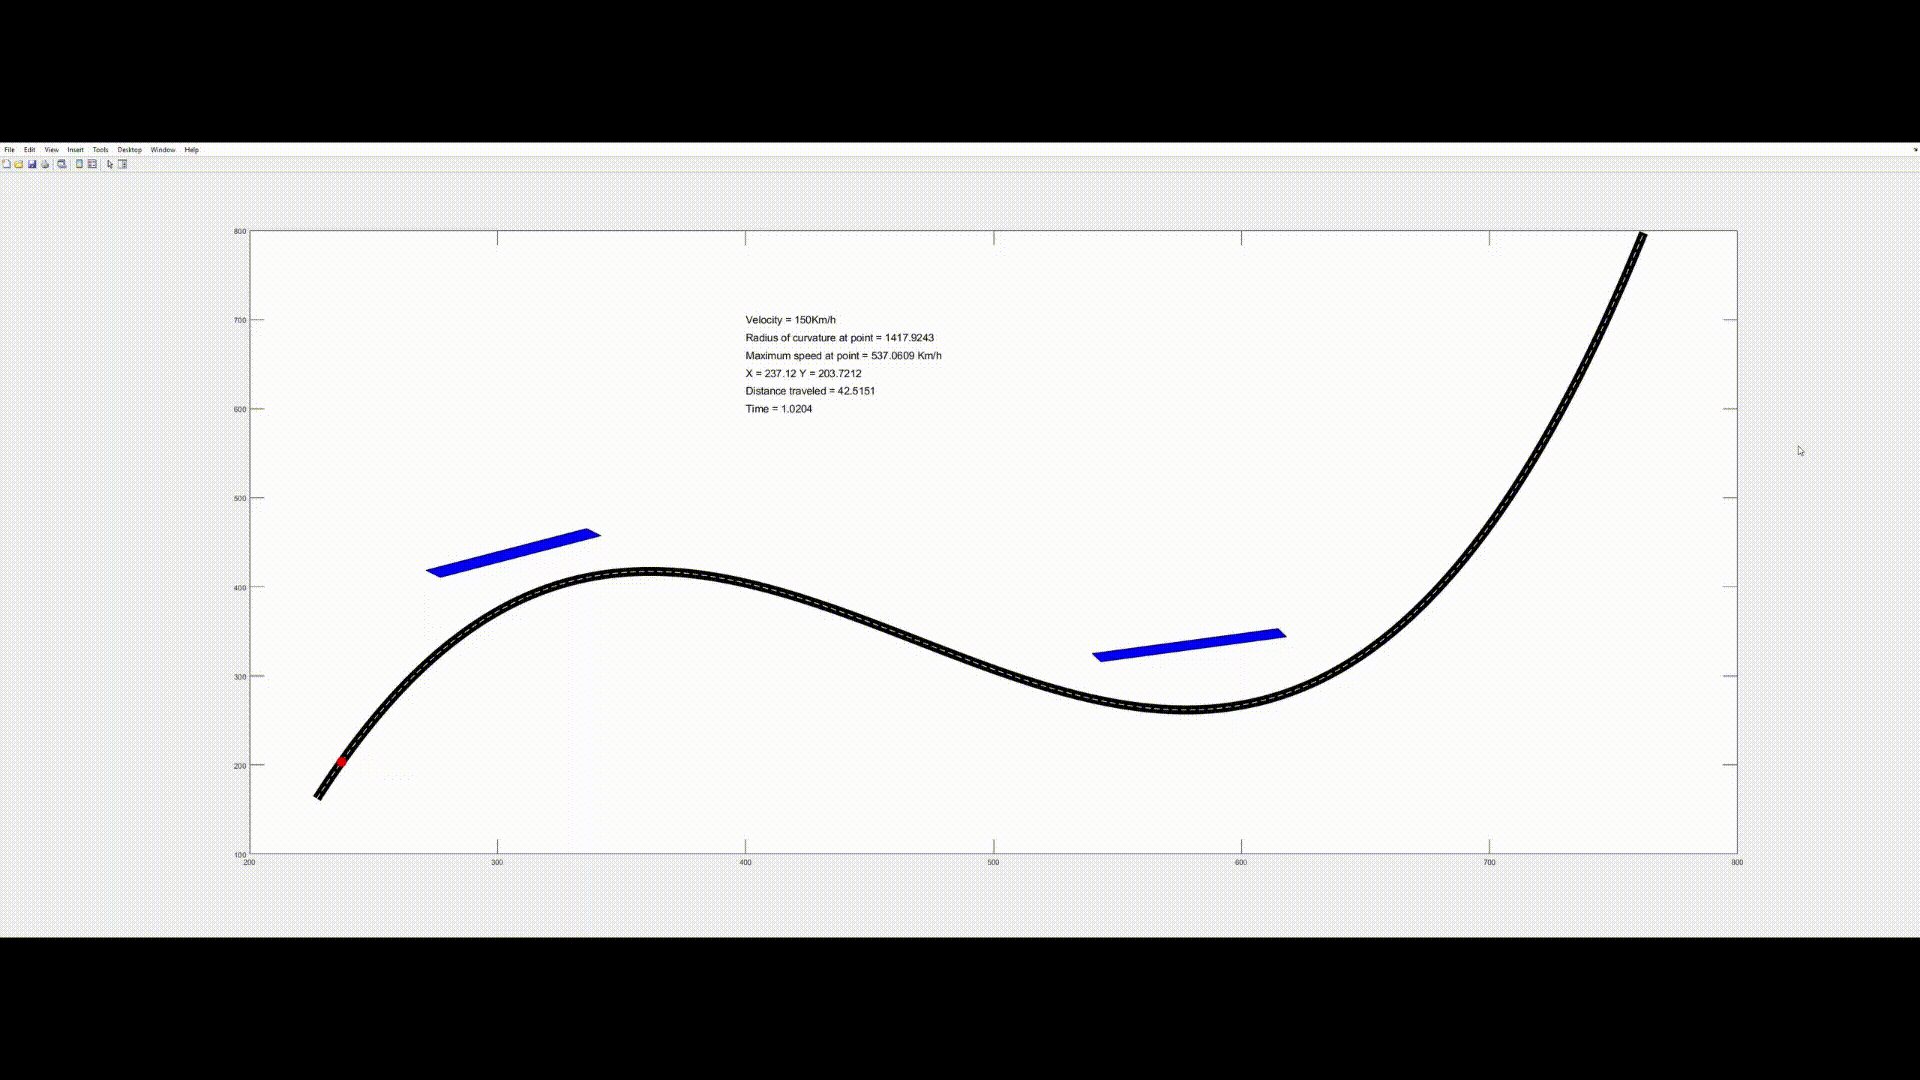 File Edit View Insert Tools Desktop Window Help
800
700
Velocity = 150Km/h
Radius of curvature at point = 1417.9243
Maximum speed at point = 537.0609 Km/h
X = 237.12 Y = 203.7212
Distance traveled = 42.5151
Time = 1.0204
600
500
400
300
200
100
200 300 400 500 600 700 800